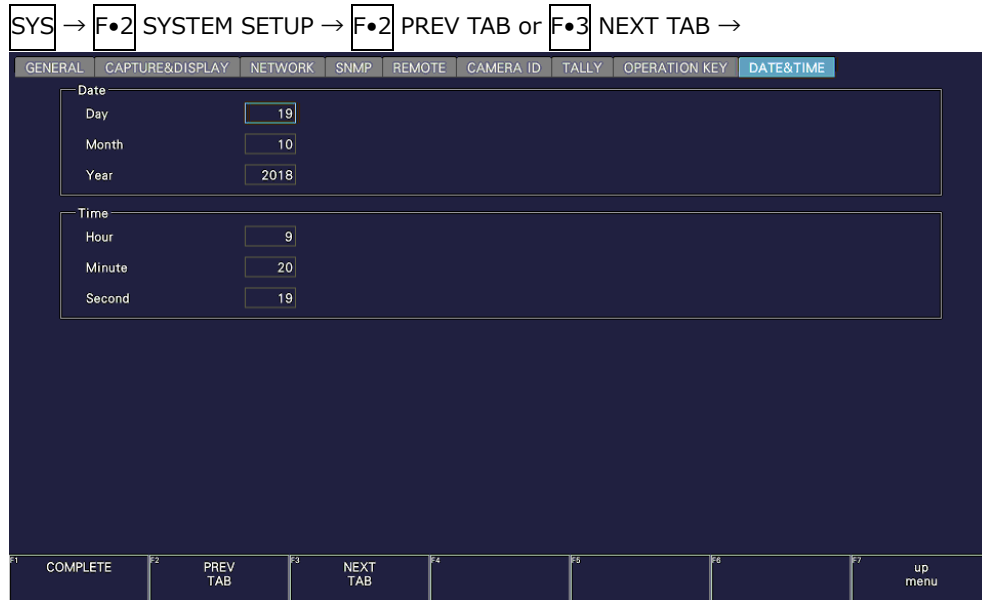 SYS → F•2 SYSTEM SETUP → F•2 PREV TAB or F•3 NEXT TAB →
GENERAL CAPTURE&DISPLAY NETWORK SNMP REMOTE CAMERA ID TALLY OPERATION KEY DATE&TIME
Date
Day 19
Month 10
Year 2018
Time
Hour 9
Minute 20
Second 19
F1 COMPLETE F2 PREV TAB F3 NEXT TAB F4 F5 F6 F7 up menu